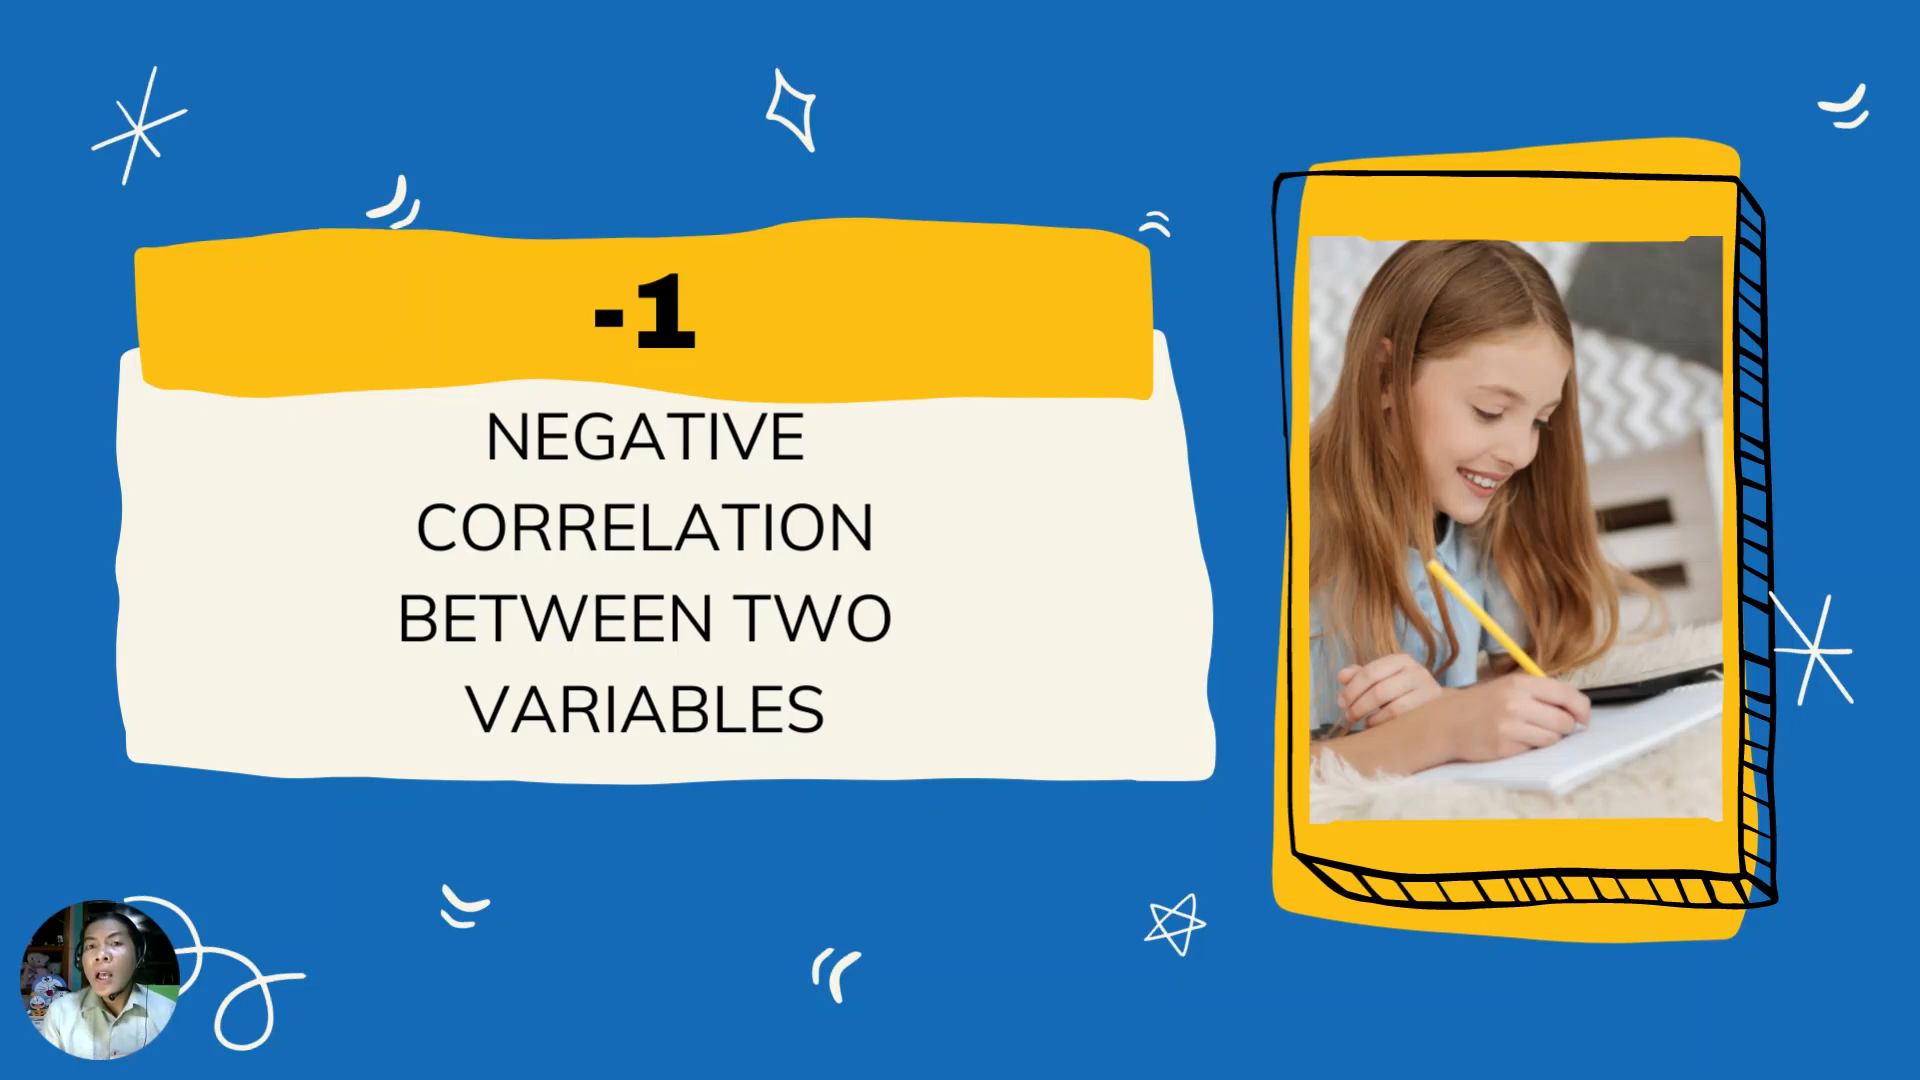 -1
NEGATIVE
CORRELATION
BETWEEN TWO
VARIABLES